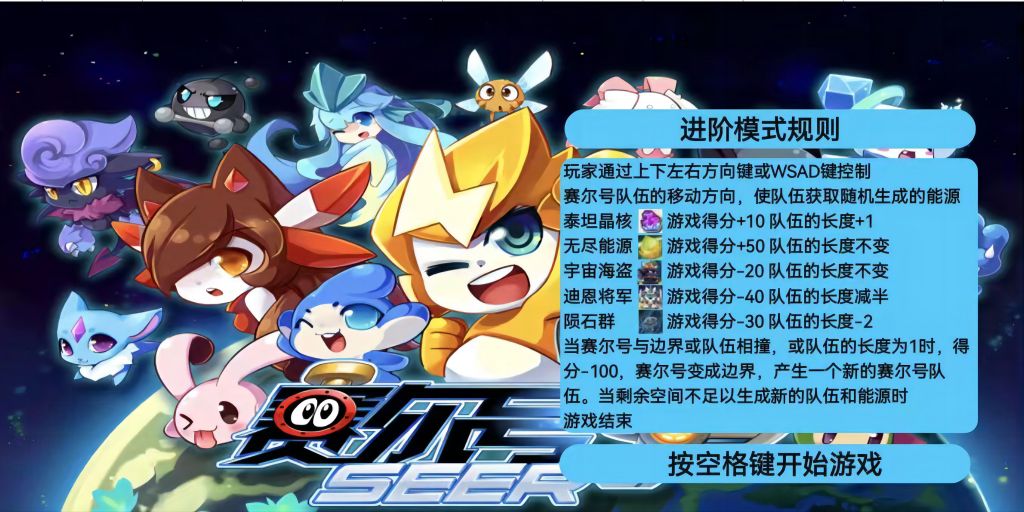 进阶模式规则
玩家通过上下左右方向键或WSAD键控制
赛尔号队伍的移动方向，使队伍获取随机生成的能源
泰坦晶核 游戏得分+10 队伍的长度+1
无尽能源 游戏得分+50 队伍的长度不变
宇宙海盗 游戏得分-20 队伍的长度不变
迪恩将军 游戏得分-40 队伍的长度减半
陨石群 游戏得分-30 队伍的长度-2
当赛尔号与边界或队伍相撞，或队伍的长度为1时，得
分-100，赛尔号变成边界，产生一个新的赛尔号队
伍。当剩余空间不足以生成新的队伍和能源时
游戏结束
按空格键开始游戏
赛尔号
SEER